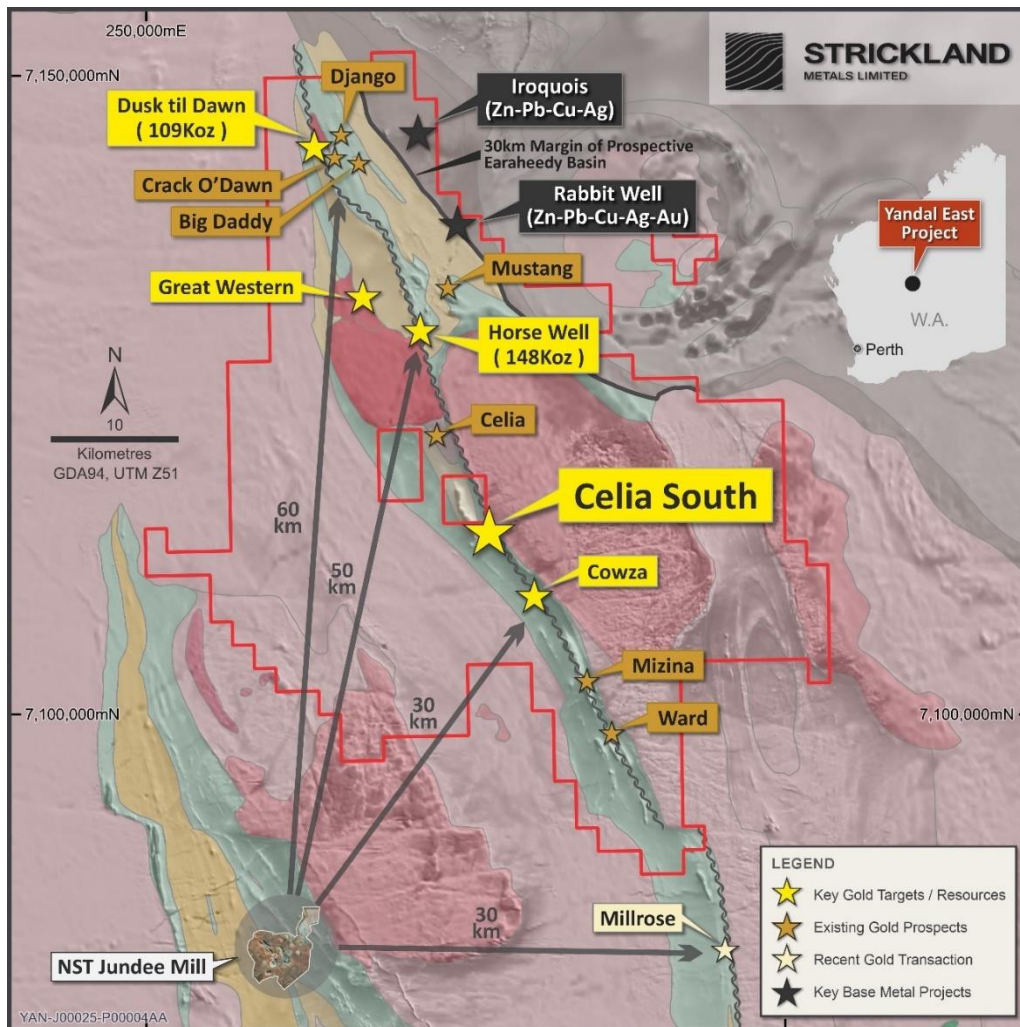 250,000mE
7,150,000mN
STRICKLAND
METALS LIMITED
Django
Iroquois
(Zn-Pb-Cu-Ag)
Dusk til Dawn
( 109Koz )
30km Margin of Prospective
Earaheedy Basin
Crack O'Dawn
Big Daddy
Rabbit Well
(Zn-Pb-Cu-Ag-Au)
Yandal East
Project
W.A.
Perth
Mustang
Great Western
Horse Well
( 148Koz )
N
10
Kilometres
GDA94, UTM Z51
Celia
Celia South
60
km
50
km
Cowza
Mizina
30
km
Ward
7,100,000mN
7,100,000mN
LEGEND
Key Gold Targets / Resources
Existing Gold Prospects
Recent Gold Transaction
Key Base Metal Projects
Millrose
30
km
NST Jundee Mill
YAN-J00025-P00004AA